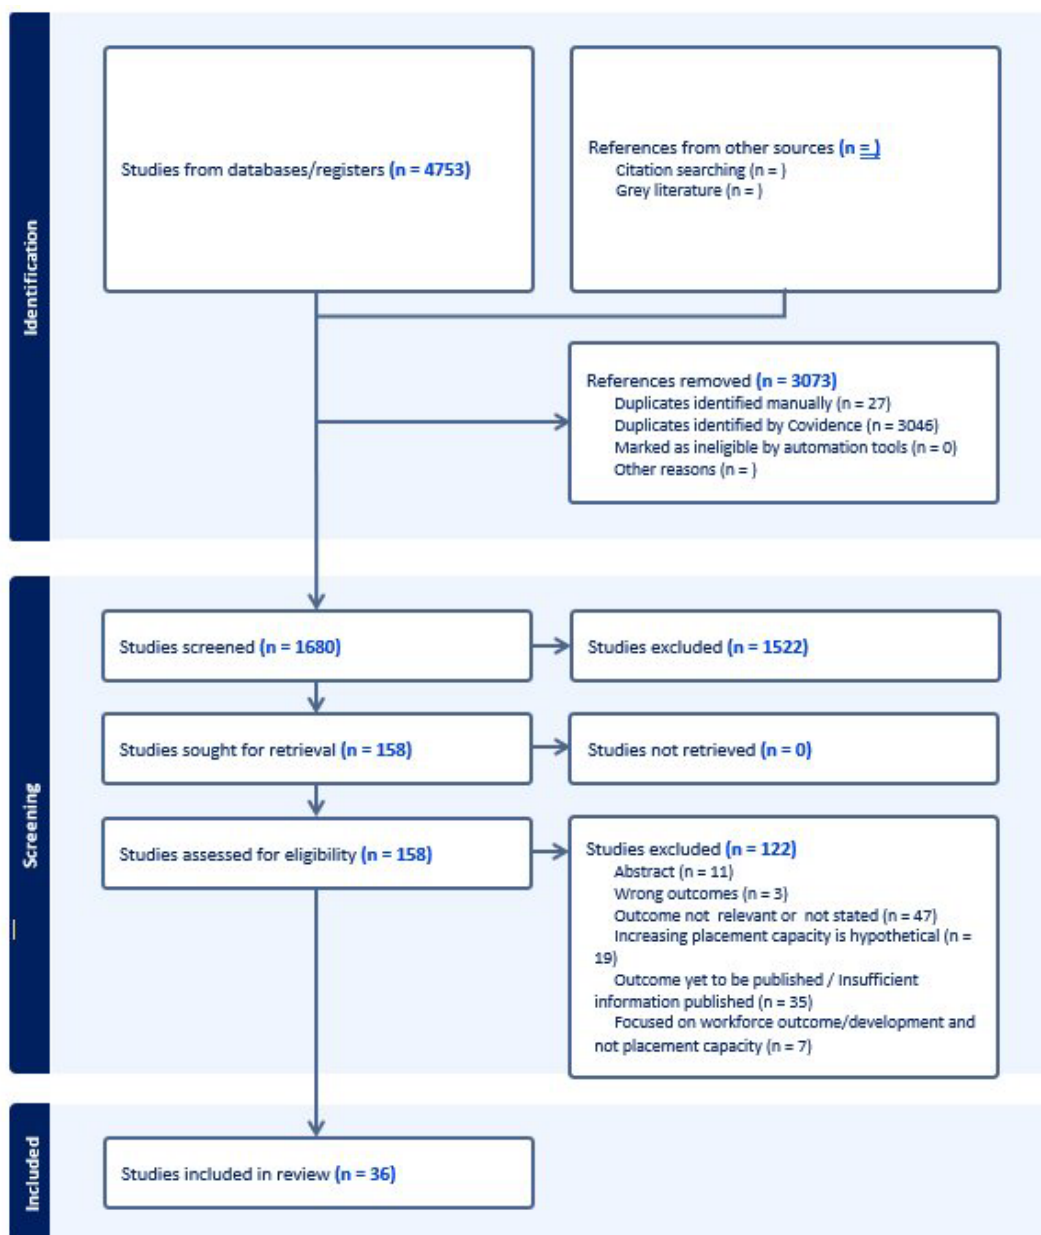 Identification
Studies from databases/registers (n = 4753)
References from other sources (n = )
Citation searching (n = )
Grey literature (n = )
References removed (n = 3073)
Duplicates identified manually (n = 27)
Duplicates identified by Covidence (n = 3046)
Marked as ineligible by automation tools (n = 0)
Other reasons (n = )
Screening
Studies screened (n = 1680)
Studies excluded (n = 1522)
Studies sought for retrieval (n = 158)
Studies not retrieved (n = 0)
Studies assessed for eligibility (n = 158)
Studies excluded (n = 122)
Abstract (n = 11)
Wrong outcomes (n = 3)
Outcome not relevant or not stated (n = 47)
Increasing placement capacity is hypothetical (n =
19)
Outcome yet to be published / Insufficient
information published (n = 35)
Focused on workforce outcome/development and
not placement capacity (n = 7)
Included
Studies included in review (n = 36)